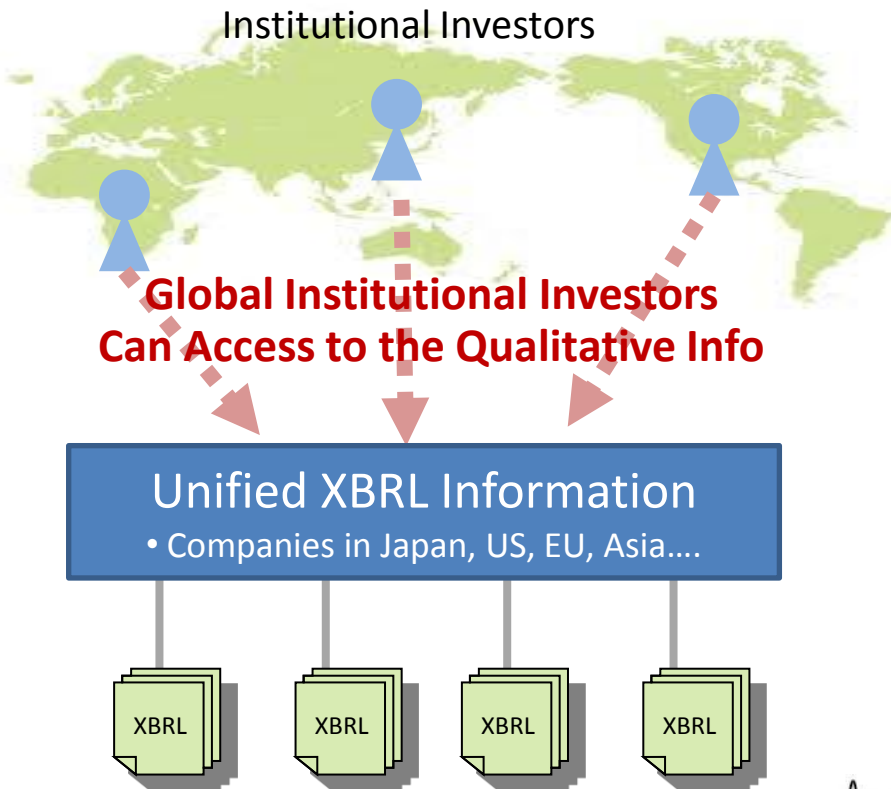 Institutional Investors
Global Institutional Investors
Can Access to the Qualitative Info
Unified XBRL Information
• Companies in Japan, US, EU, Asia....
XBRL XBRL XBRL XBRL